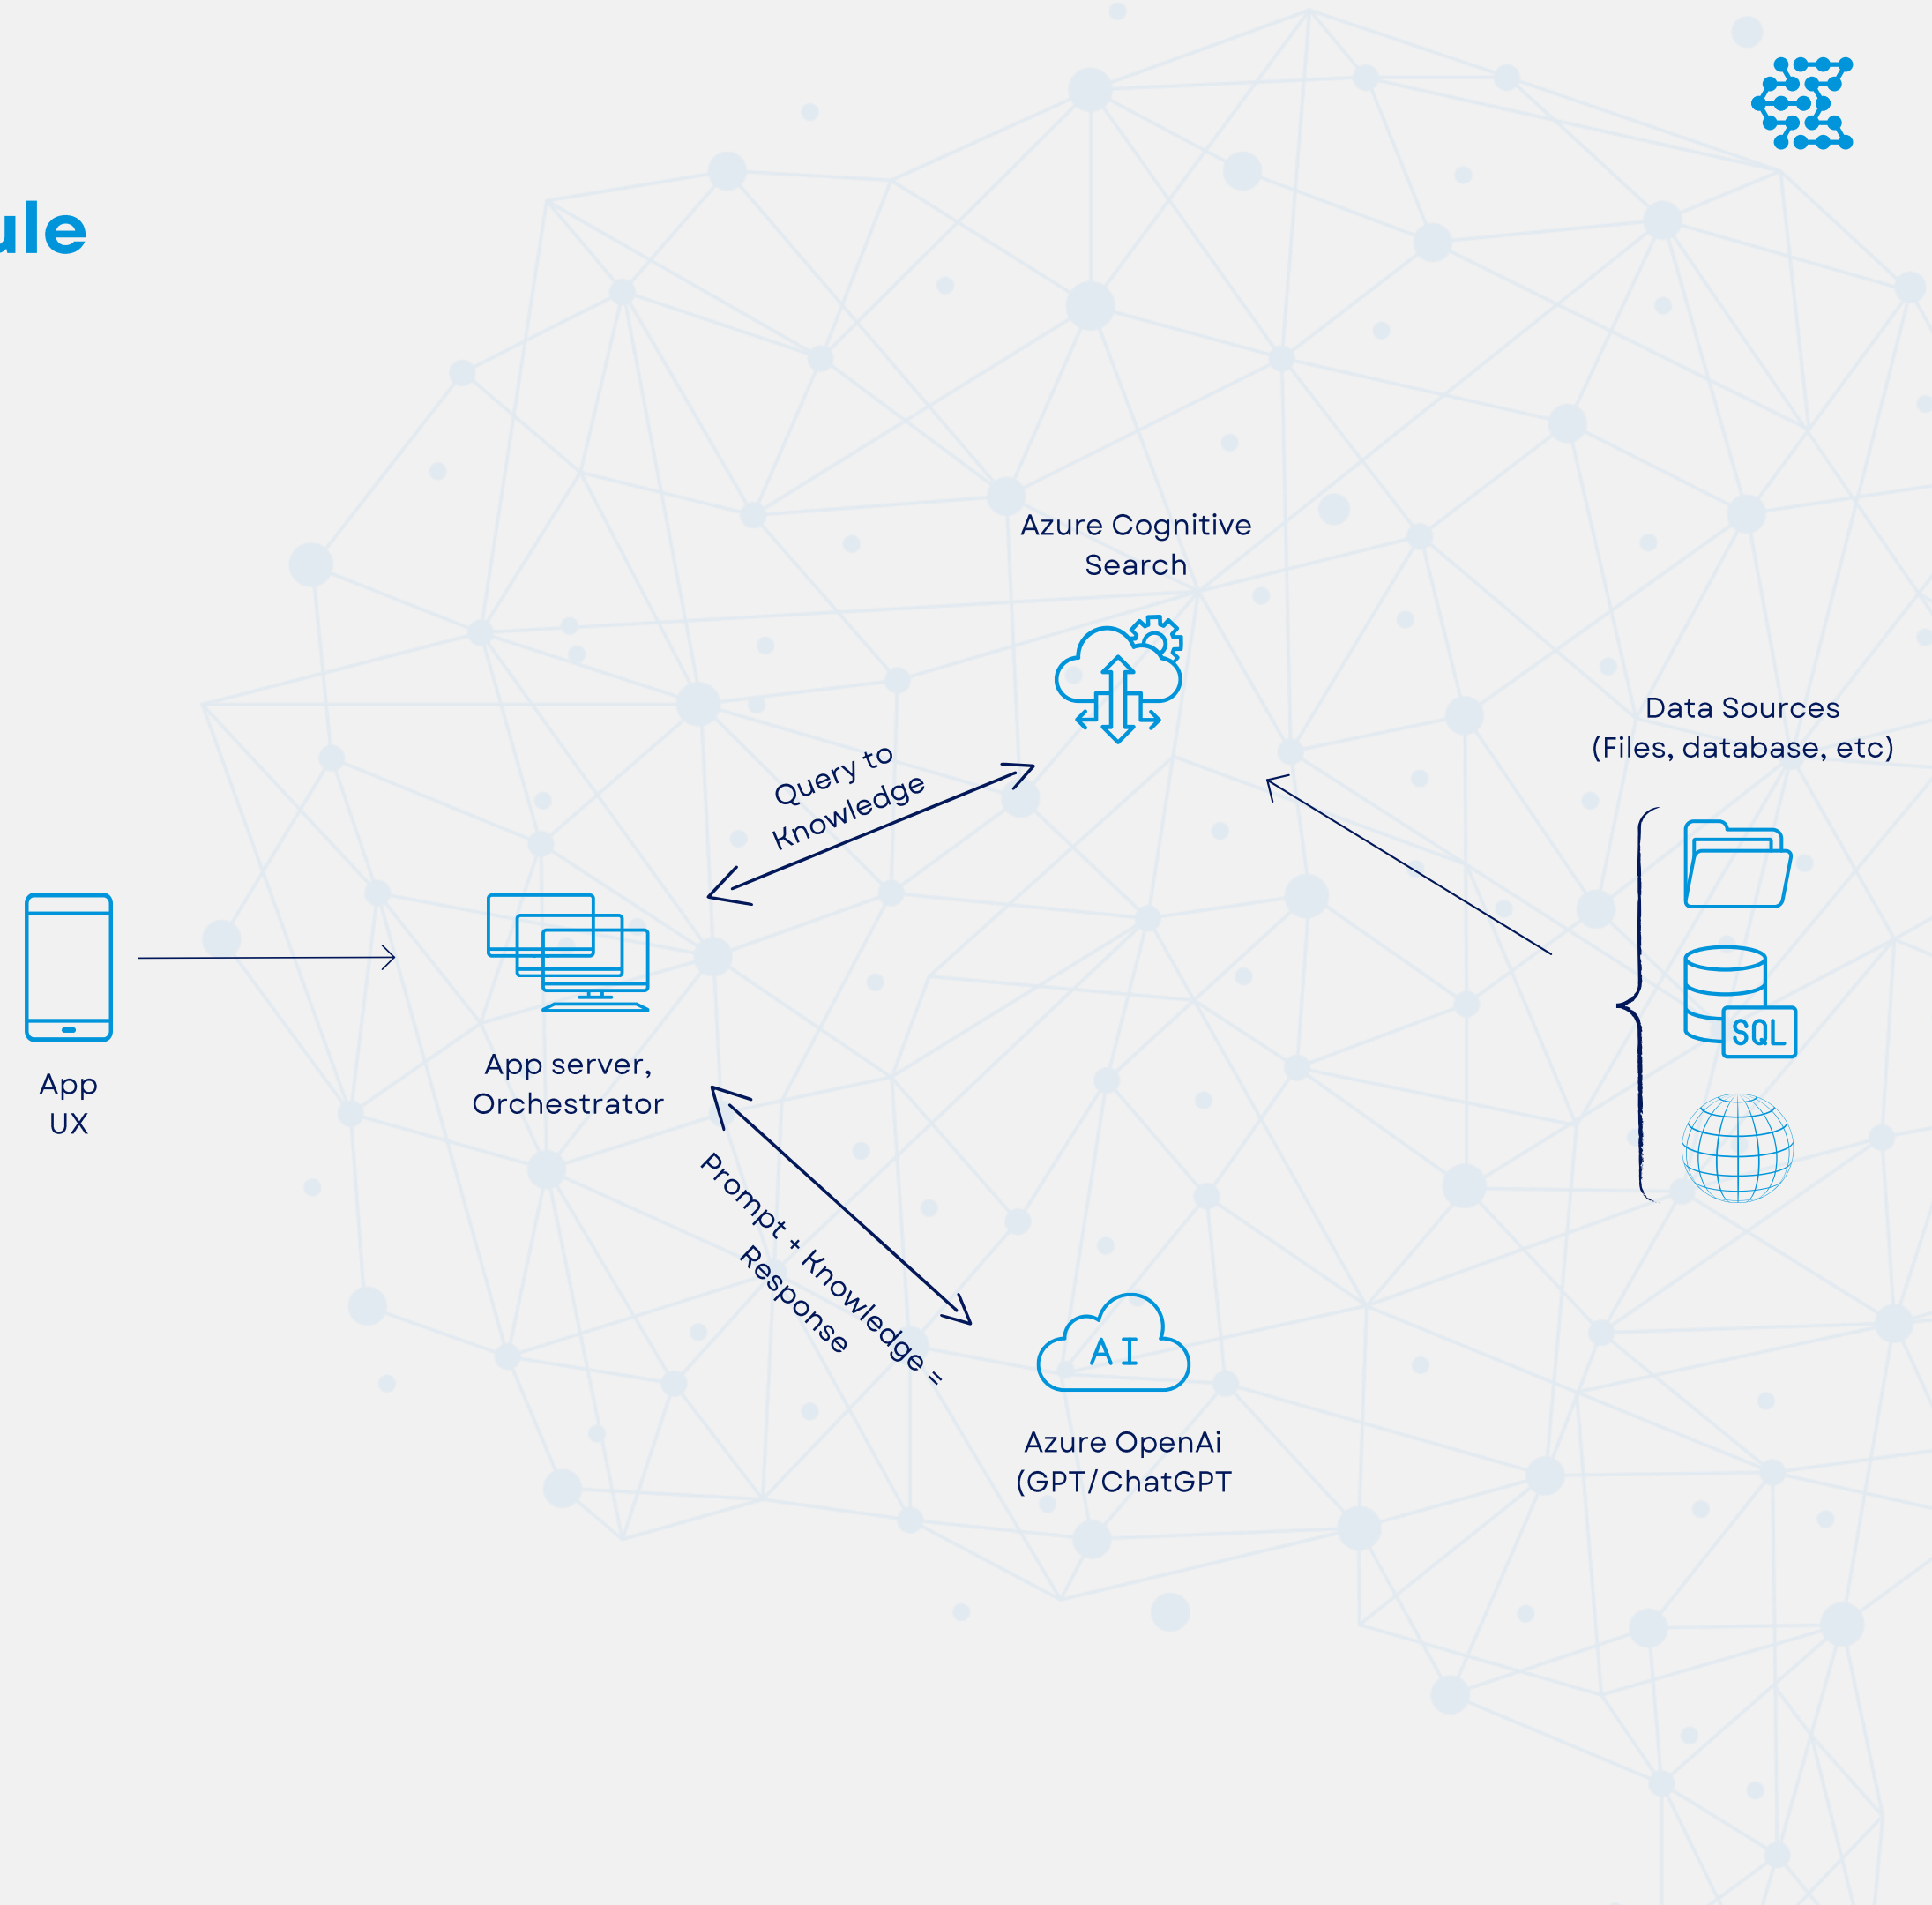 ule
Azure Cognitive
Search
Data Sources
(Files, database, etc)
Query to
Knowledge
SQL
App server,
Orchestrator
App
UX
Prompt + Knowledge =
Response
AI
Azure OpenAi
(GPT/ChatGPT